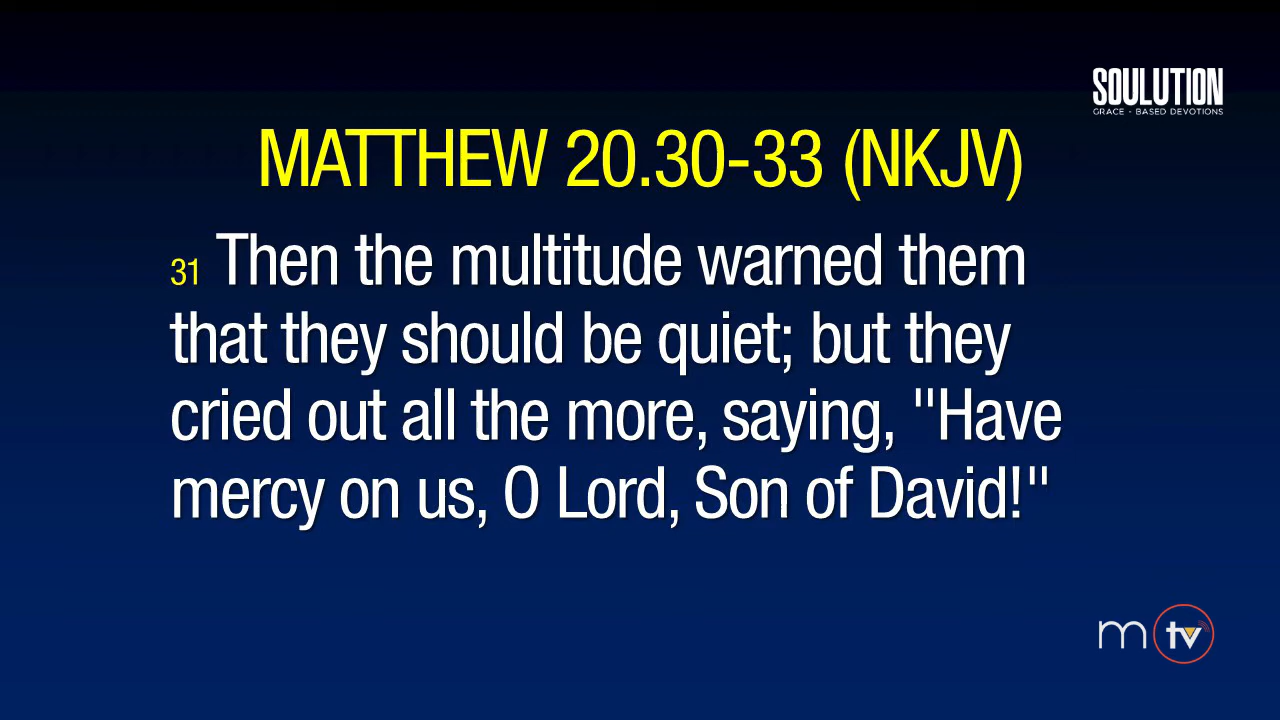 SOULUTION
GRACE - BASED DEVOTIONS
MATTHEW 20.30-33 (NKJV)
31 Then the multitude warned them
that they should be quiet; but they
cried out all the more, saying, "Have
mercy on us, O Lord, Son of David!"
m tv